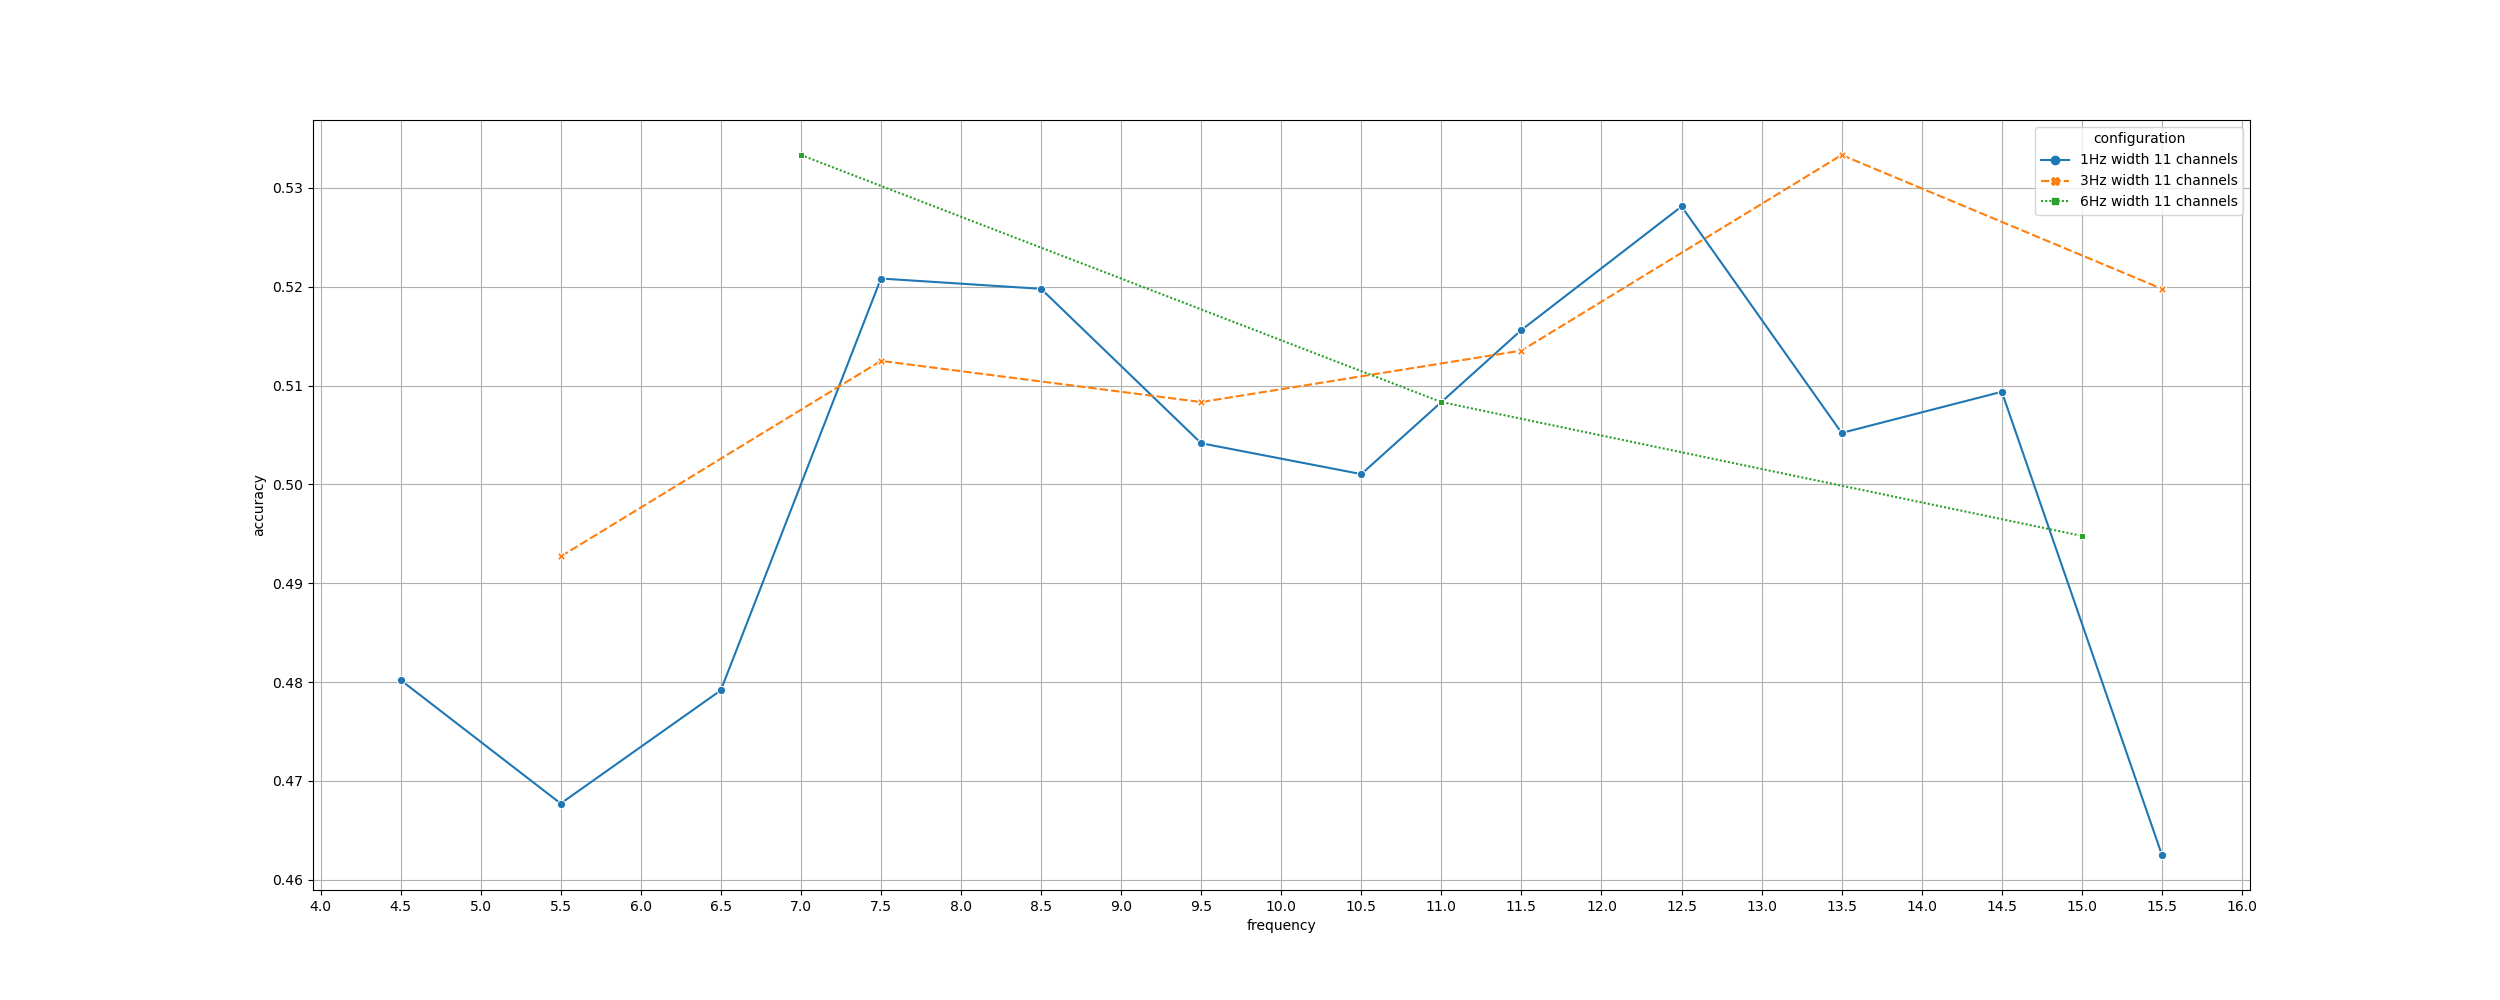 configuration
1Hz width 11 channels
3Hz width 11 channels
6Hz width 11 channels
0.53
0.52
0.51
0.50
0.49
0.48
0.47
0.46
accuracy
4.0 4.5 5.0 5.5 6.0 6.5 7.0 7.5 8.0 8.5 9.0 9.5 10.0 10.5 11.0 11.5 12.0 12.5 13.0 13.5 14.0 14.5 15.0 15.5 16.0
frequency